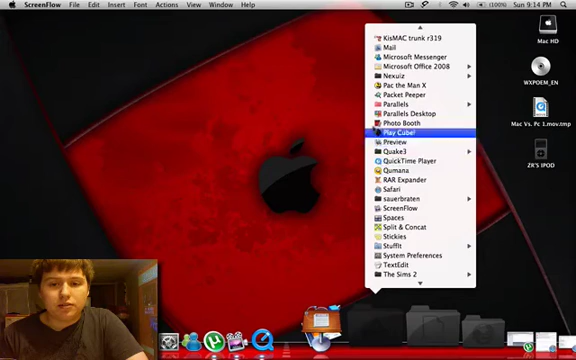 ScreenFlow File Edit Insert Font Actions View Window Help (100%) Sun 9:14 PM
KisMAC trunk r319
Mail
Microsoft Messenger
Microsoft Office 2008
Nexuiz
Pac the Man X
Packet Peeper
Parallels
Parallels Desktop
Photo Booth
Play Cube!
Preview
Quake3
QuickTime Player
Qumana
RAR Expander
Safari
sauerbraten
ScreenFlow
Spaces
Split & Concat
Stickies
StuffIt
System Preferences
TextEdit
The Sims 2
Mac HD
WXPOEM_EN
Mac Vs. Pc 1.mov.tmp
ZR'S IPOD